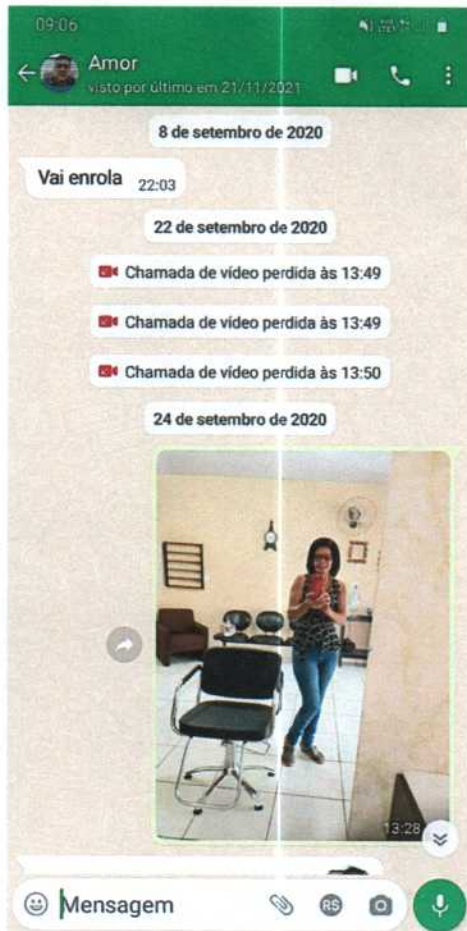 09:06
Amor
visto por último em 21/11/2021
8 de setembro de 2020
Vai enrola 22:03
22 de setembro de 2020
Chamada de vídeo perdida às 13:49
Chamada de vídeo perdida às 13:49
Chamada de vídeo perdida às 13:50
24 de setembro de 2020
13:28
Mensagem
R$